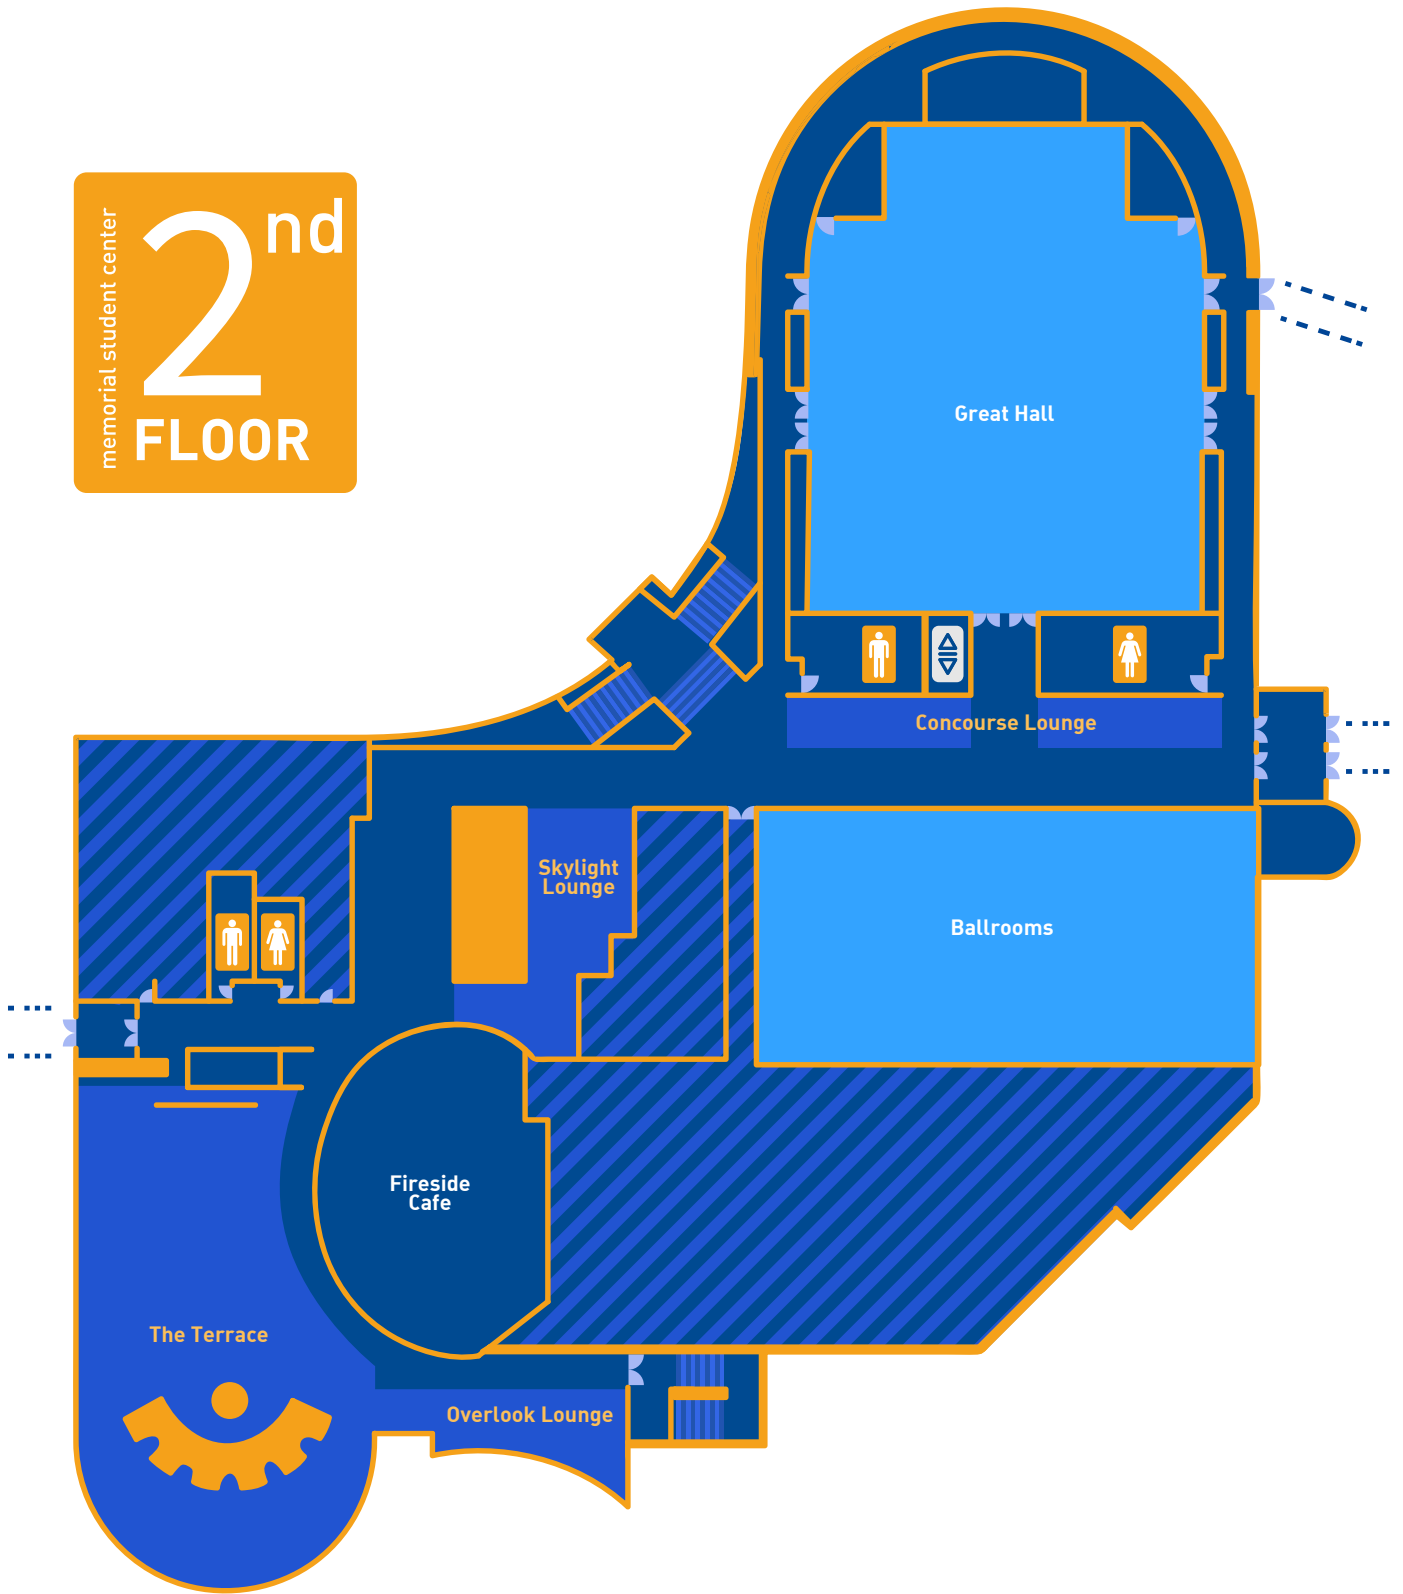 memorial student center
2nd
FLOOR
Great Hall
Concourse Lounge
Skylight
Lounge
Ballrooms
Fireside
Cafe
The Terrace
Overlook Lounge